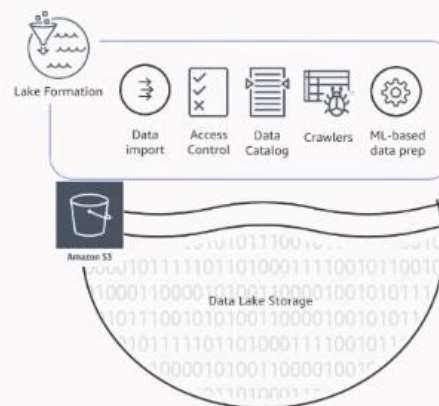 Lake Formation
Data import
Access Control
Data Catalog
Crawlers
ML-based data prep
Amazon S3
Data Lake Storage